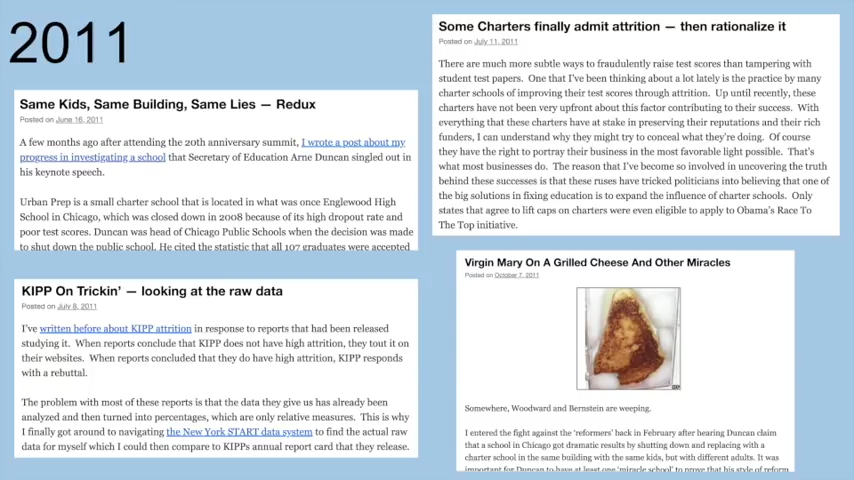 2011
Same Kids, Same Building, Same Lies — Redux
Posted on June 16, 2011
A few months ago after attending the 20th anniversary summit, I wrote a post about my
progress in investigating a school that Secretary of Education Arne Duncan singled out in
his keynote speech.
Urban Prep is a small charter school that is located in what was once Englewood High
School in Chicago, which was closed down in 2008 because of its high dropout rate and
poor test scores. Duncan was head of Chicago Public Schools when the decision was made
to shut down the public school. He cited the statistic that all 107 graduates were accepted
KIPP On Trickin' — looking at the raw data
Posted on July 8, 2011
I've written before about KIPP attrition in response to reports that had been released
studying it. When reports conclude that KIPP does not have high attrition, they tout it on
their websites. When reports concluded that they do have high attrition, KIPP responds
with a rebuttal.
The problem with most of these reports is that the data they give us has already been
analyzed and then turned into percentages, which are only relative measures. This is why
I finally got around to navigating the New York START data system to find the actual raw
data for myself which I could then compare to KIPPs annual report card that they release.
Some Charters finally admit attrition — then rationalize it
Posted on July 11, 2011
There are much more subtle ways to fraudulently raise test scores than tampering with
student test papers. One that I've been thinking about a lot lately is the practice by many
charter schools of improving their test scores through attrition. Up until recently, these
charters have not been very upfront about this factor contributing to their success. With
everything that these charters have at stake in preserving their reputations and their rich
funders, I can understand why they might try to conceal what they're doing. Of course
they have the right to portray their business in the most favorable light possible. That's
what most businesses do. The reason that I've become so involved in uncovering the truth
behind these successes is that these ruses have tricked politicians into believing that one of
the big solutions in fixing education is to expand the influence of charter schools. Only
states that agree to lift caps on charters were even eligible to apply to Obama's Race To
The Top initiative.
Virgin Mary On A Grilled Cheese And Other Miracles
Posted on October 7, 2011
Somewhere, Woodward and Bernstein are weeping.
I entered the fight against the 'reformers' back in February after hearing Duncan claim
that a school in Chicago got dramatic results by shutting down and replacing with a
charter school in the same building with the same kids, but with different adults. It was
important for Duncan to have at least one 'miracle school' to prove that his style of reform